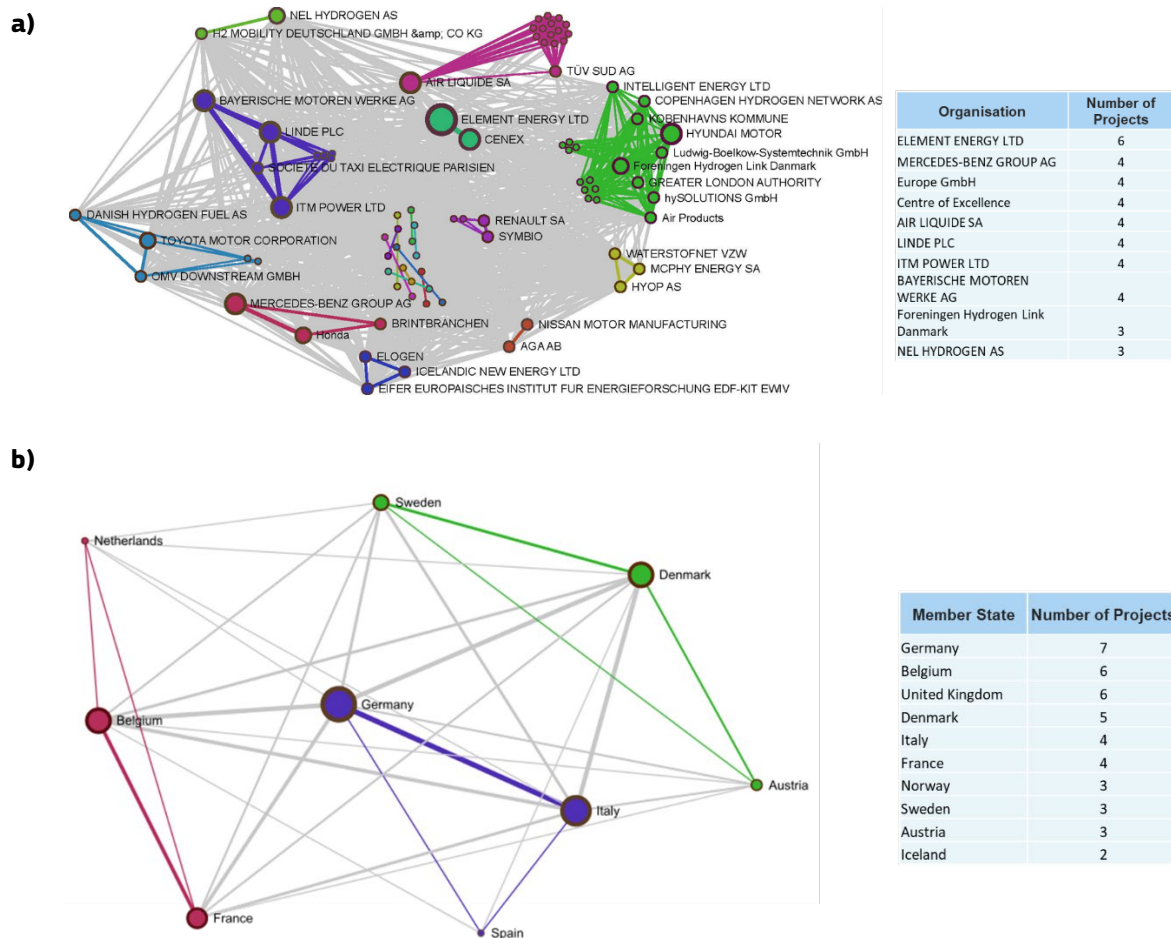 a)
NEL HYDROGEN AS
H2 MOBILITY DEUTSCHLAND GMBH &amp; CO KG
AIR LIQUIDE SA
TÜV SUD AG
BAYERISCHE MOTOREN WERKE AG
INTELLIGENT ENERGY LTD
COPENHAGEN HYDROGEN NETWORK AS
ELEMENT ENERGY LTD
KOBENHAVNS KOMMUNE
LINDE PLC
CENEX
HYUNDAI MOTOR
SOCIETE DU TAXI ELECTRIQUE PARISIEN
Ludwig-Boelkow-Systemtechnik GmbH
Foreningen Hydrogen Link Danmark
GREATER LONDON AUTHORITY
ITM POWER LTD
hySOLUTIONS GmbH
DANISH HYDROGEN FUEL AS
RENAULT SA
Air Products
SYMBIO
TOYOTA MOTOR CORPORATION
WATERSTOFNET VZW
OMV DOWNSTREAM GMBH
MCPHY ENERGY SA
HYOP AS
MERCEDES-BENZ GROUP AG
BRINTBRANCHEN
NISSAN MOTOR MANUFACTURING
Honda
AGA AB
ELOGEN
ICELANDIC NEW ENERGY LTD
EIFER EUROPAISCHES INSTITUT FUR ENERGIEFORSCHUNG EDF-KIT EWIV
Organisation Number of
Projects
ELEMENT ENERGY LTD 6
MERCEDES-BENZ GROUP AG 4
Europe GmbH 4
Centre of Excellence 4
AIR LIQUIDE SA 4
LINDE PLC 4
ITM POWER LTD 4
BAYERISCHE MOTOREN
WERKE AG 4
Foreningen Hydrogen Link
Danmark 3
NEL HYDROGEN AS 3
b)
Sweden
Netherlands
Denmark
Germany
Belgium
Austria
Italy
France
Spain
Member State Number of Projects
Germany 7
Belgium 6
United Kingdom 6
Denmark 5
Italy 4
France 4
Norway 3
Sweden 3
Austria 3
Iceland 2